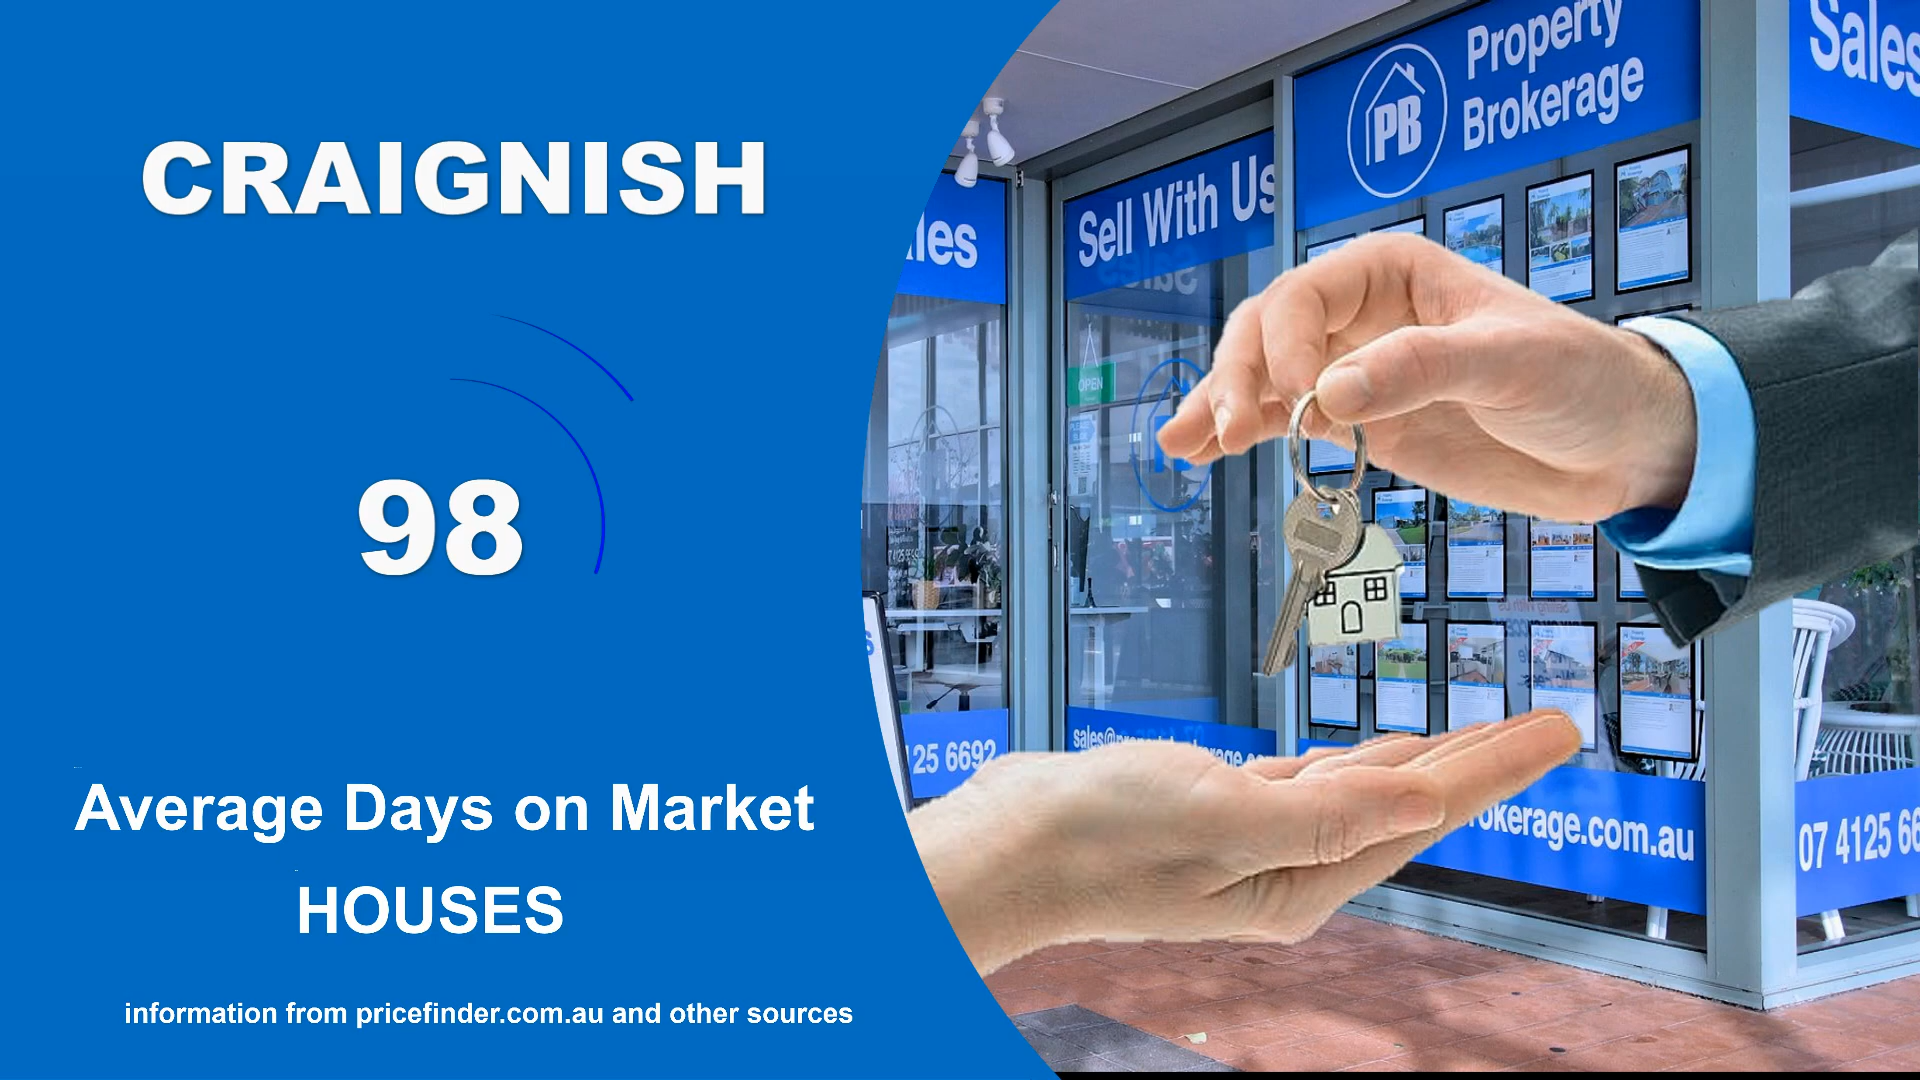 CRAIGNISH
98
Average Days on Market
HOUSES
information from pricefinder.com.au and other sources
Property
Brokerage
PB
Sales
Sell With Us
les
OPEN
25 6692
okerage.com.au
07 4125 66